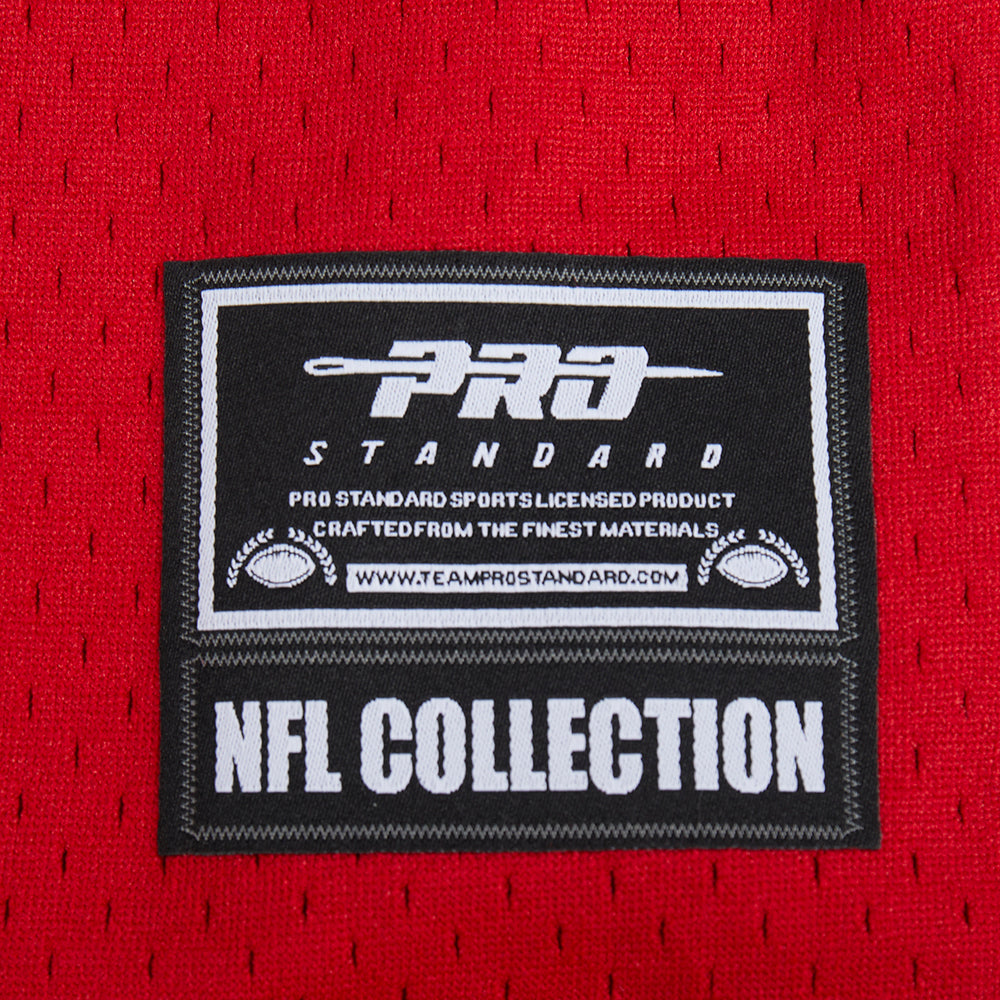 PRO
STANDARD
PRO STANDARD SPORTS LICENSED PRODUCT
CRAFTED FROM THE FINEST MATERIALS
WWW.TEAMPROSTANDARD.COM
NFL COLLECTION